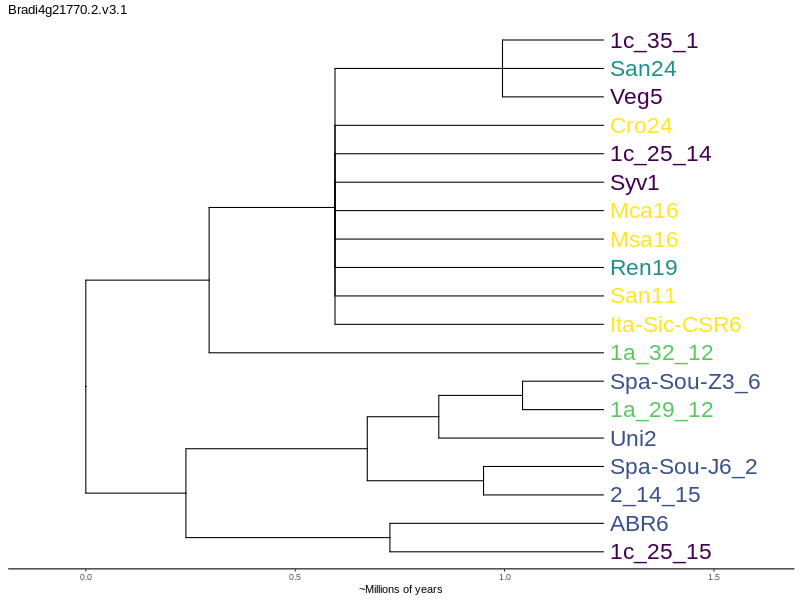 Bradi4g21770.2.v3.1
1c_35_1
San24
Veg5
Cro24
1c_25_14
Syv1
Mca16
Msa16
Ren19
San11
Ita-Sic-CSR6
1a_32_12
Spa-Sou-Z3_6
1a_29_12
Uni2
Spa-Sou-J6_2
2_14_15
ABR6
1c_25_15
0.0 0.5 1.0 1.5
~Millions of years